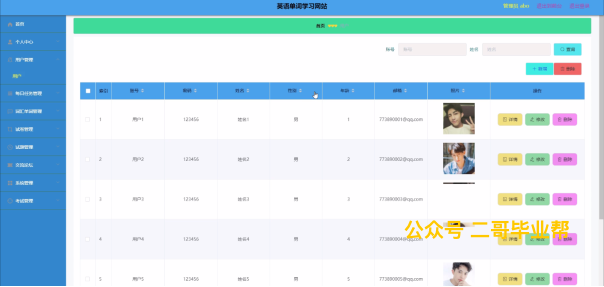 英语单词学习网站
管理员 abo
退出登录
首页
账号 姓名 查询
首页
个人中心
用户管理
用户
每日任务管理
词汇单词管理
试卷管理
试题管理
交流论坛
系统管理
考试管理
新增 删除
索引 账号 密码 姓名 性别 年龄 邮箱 照片 操作
1 用户1 123456 姓名1 男 1 773890001@qq.com 详情 修改 删除
2 用户2 123456 姓名2 男 2 773890002@qq.com 详情 修改 删除
3 用户3 123456 姓名3 男 3 773890003@qq.com 详情 修改 删除
4 用户4 123456 姓名4 男 4 773890004@qq.com 详情 修改 删除
5 用户5 123456 姓名5 男 5 773890005@qq.com 详情 修改 删除
公众号 二哥毕业帮